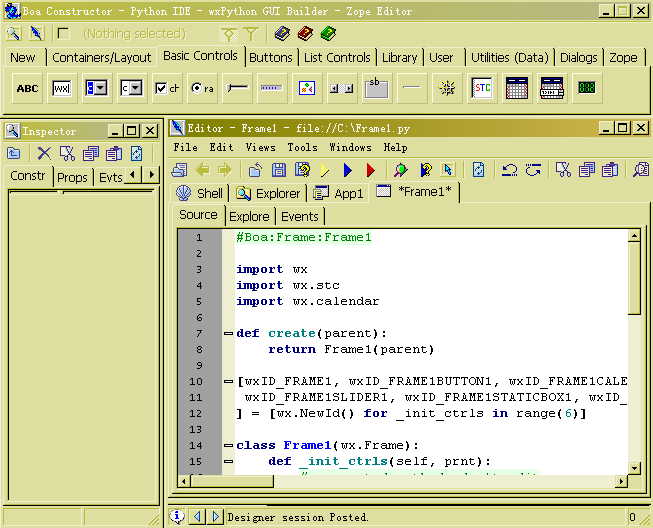 Boa Constructor - Python IDE - wxPython GUI Builder - Zope Editor
(Nothing selected)
New Containers/Layout Basic Controls Buttons List Controls Library User Utilities (Data) Dialogs Zope
ABC wx c c ch ra sb STC
Inspector
Constr Props Evts
Editor - Frame1 - file://C:\Frame1.py
File Edit Views Tools Windows Help
Shell Explorer App1 *Frame1*
Source Explore Events
1 #Boa:Frame:Frame1
2
3 import wx
4 import wx.stc
5 import wx.calendar
6
7 def create(parent):
8 return Frame1(parent)
9
10 [wxID_FRAME1, wxID_FRAME1BUTTON1, wxID_FRAME1CALE
11 wxID_FRAME1SLIDER1, wxID_FRAME1STATICBOX1, wxID_
12 ] = [wx.NewId() for _init_ctrls in range(6)]
13
14 class Frame1(wx.Frame):
15 def _init_ctrls(self, prnt):
Designer session Posted. 0